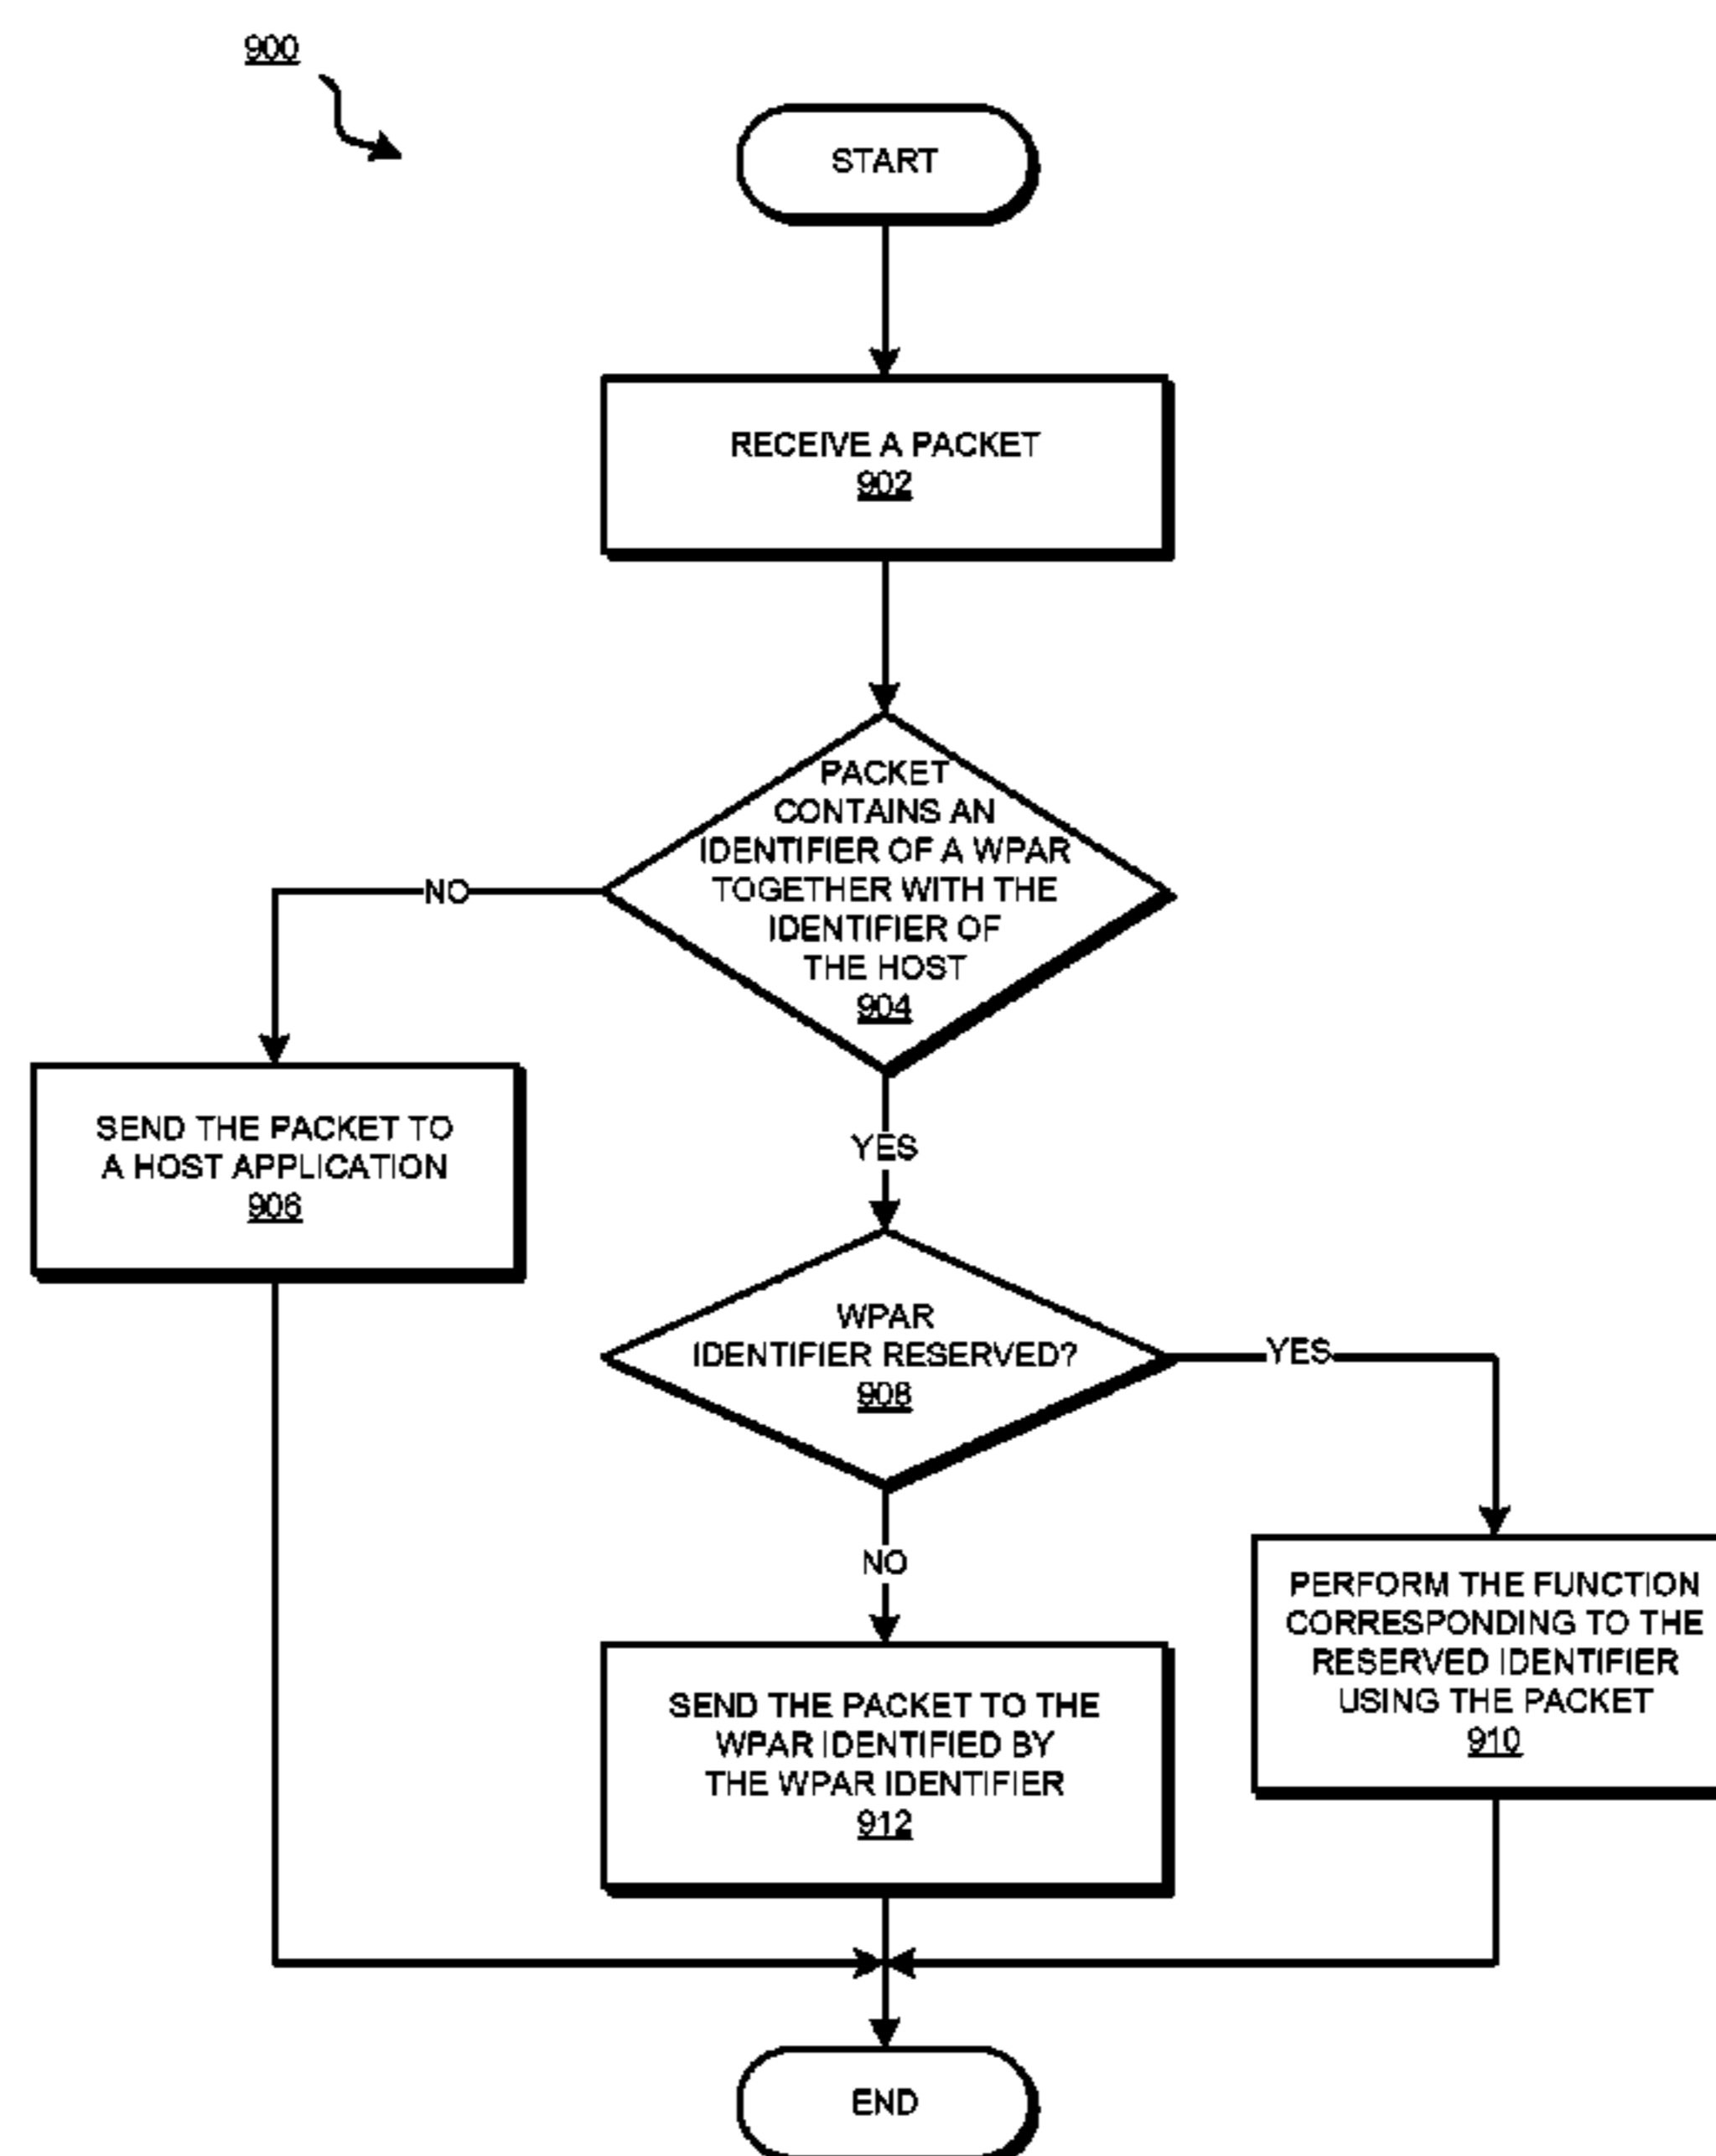 900
START
RECEIVE A PACKET
902
PACKET
CONTAINS AN
IDENTIFIER OF A WPAR
TOGETHER WITH THE
IDENTIFIER OF
THE HOST
904
NO
SEND THE PACKET TO
A HOST APPLICATION
906
YES
WPAR
IDENTIFIER RESERVED?
908
YES
NO
PERFORM THE FUNCTION
CORRESPONDING TO THE
RESERVED IDENTIFIER
USING THE PACKET
910
SEND THE PACKET TO THE
WPAR IDENTIFIED BY
THE WPAR IDENTIFIER
912
END